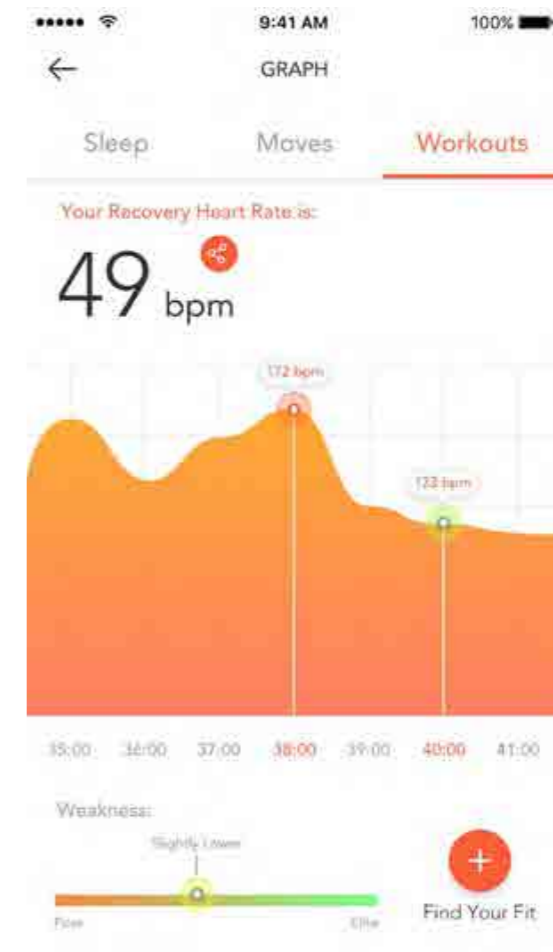 9:41 AM 100%
GRAPH
Sleep Moves Workouts
Your Recovery Heart Rate is:
49 bpm
172 bpm
123 bpm
35:00 36:00 37:00 38:00 39:00 40:00 41:00
Weakness:
Slightly Lower
Poor Elite
Find Your Fit